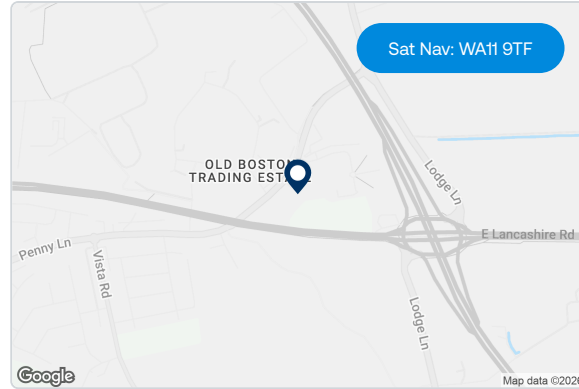 Sat Nav: WA11 9TF
OLD BOSTON
TRADING ESTATE
Lodge Ln
E Lancashire Rd
Penny Ln
Vista Rd
Lodge Ln
Google
Map data ©2026